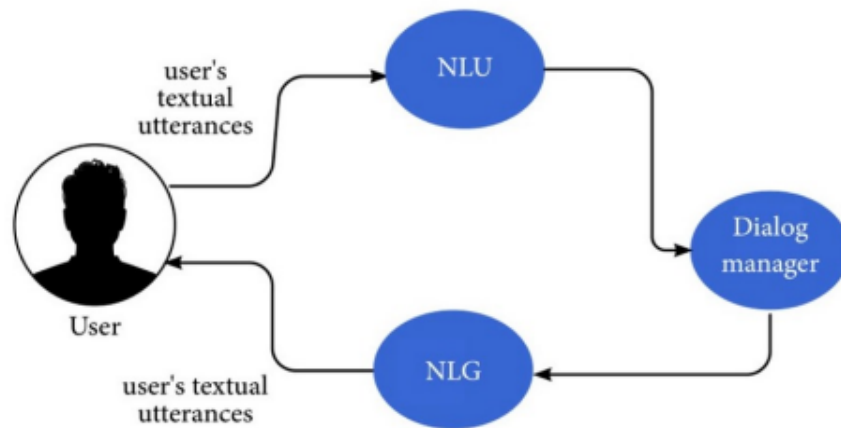 user's
textual
utterances
NLU
Dialog
manager
User
NLG
user's textual
utterances